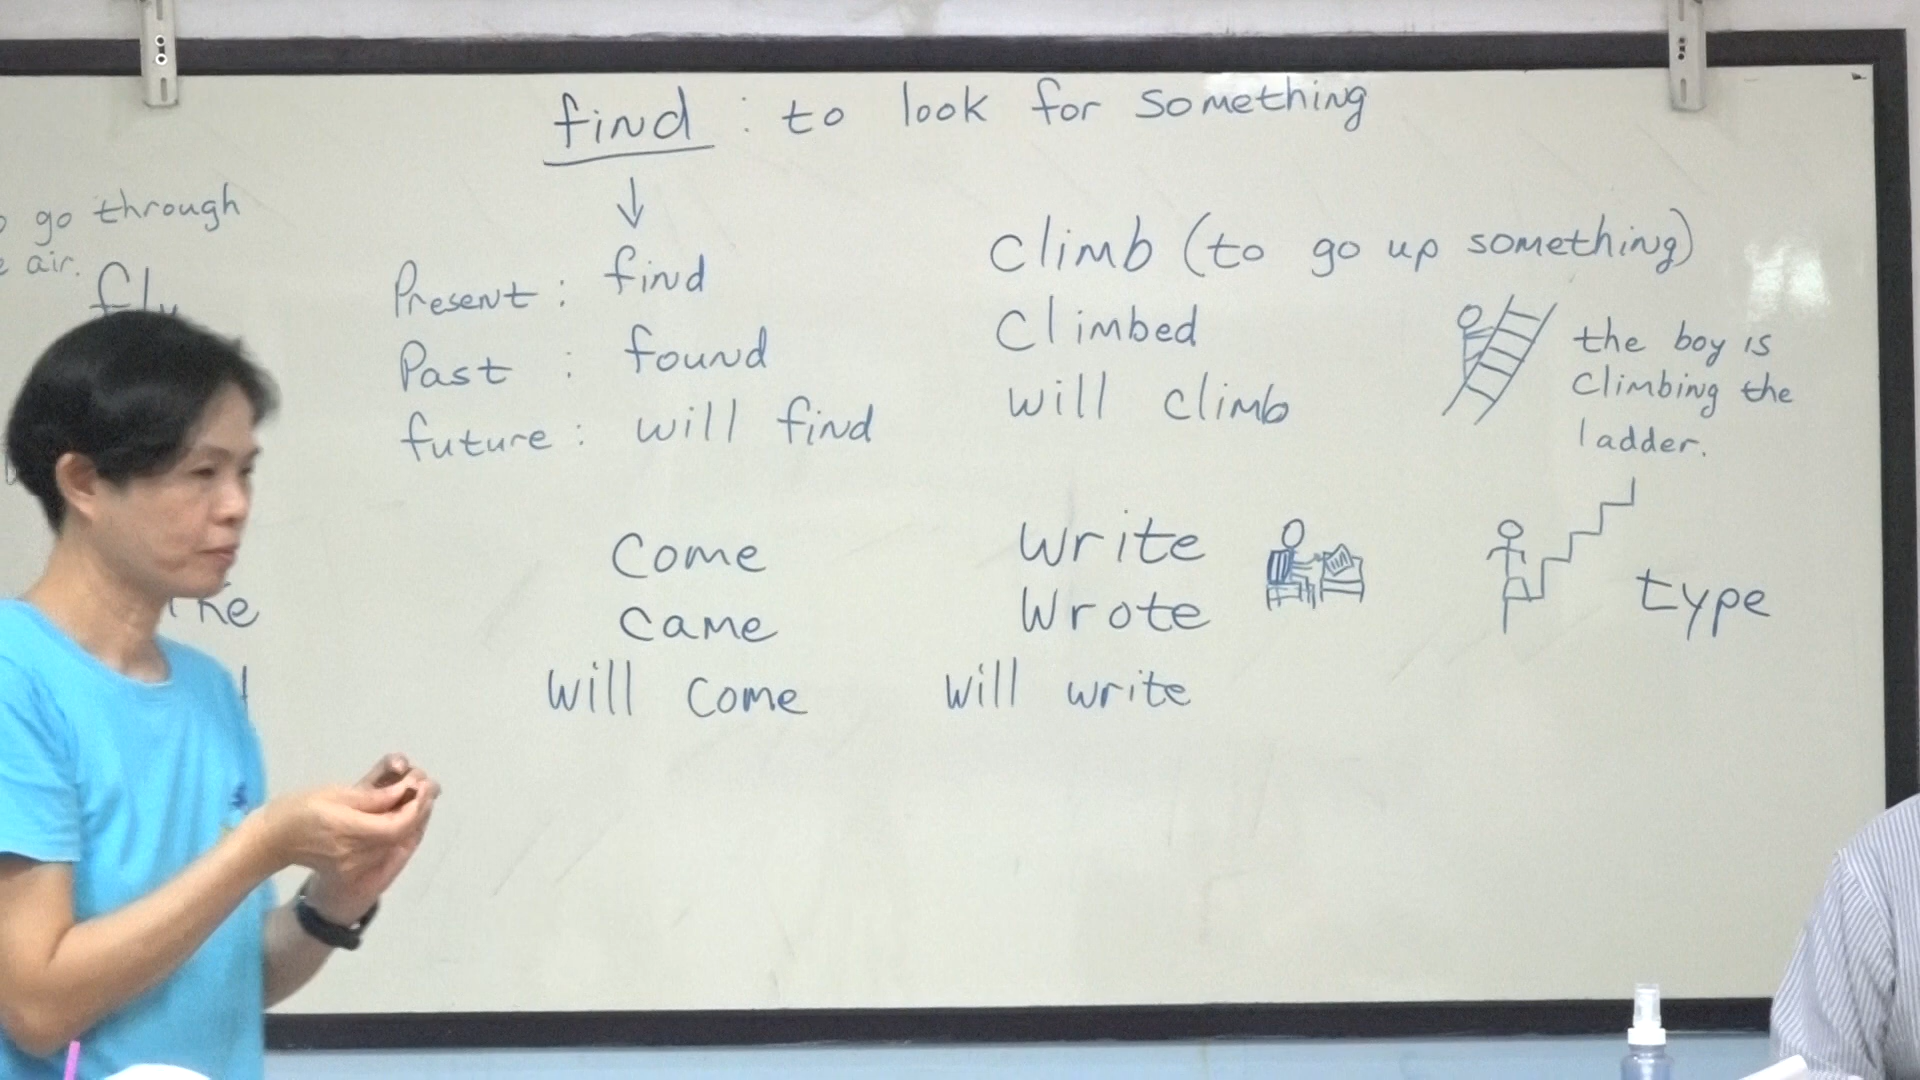 find : to look for something
go through
air.
Present : find
Past : found
future : will find
climb (to go up something)
Climbed
will climb
the boy is
climbing the
ladder.
Come
Came
will come
Write
Wrote
will write
type